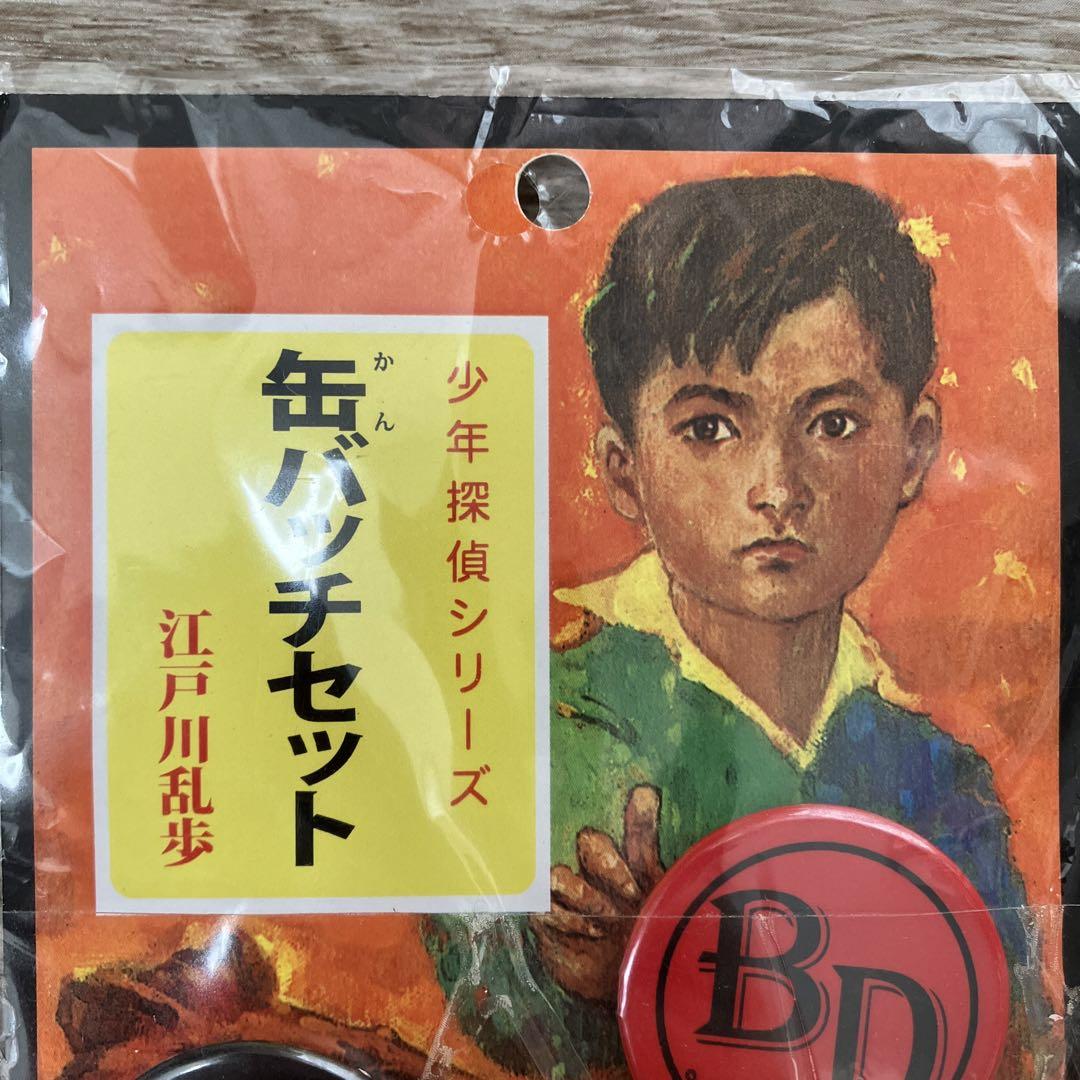 少年探偵シリーズ
缶バッチセット
かん
江戸川乱歩
BD